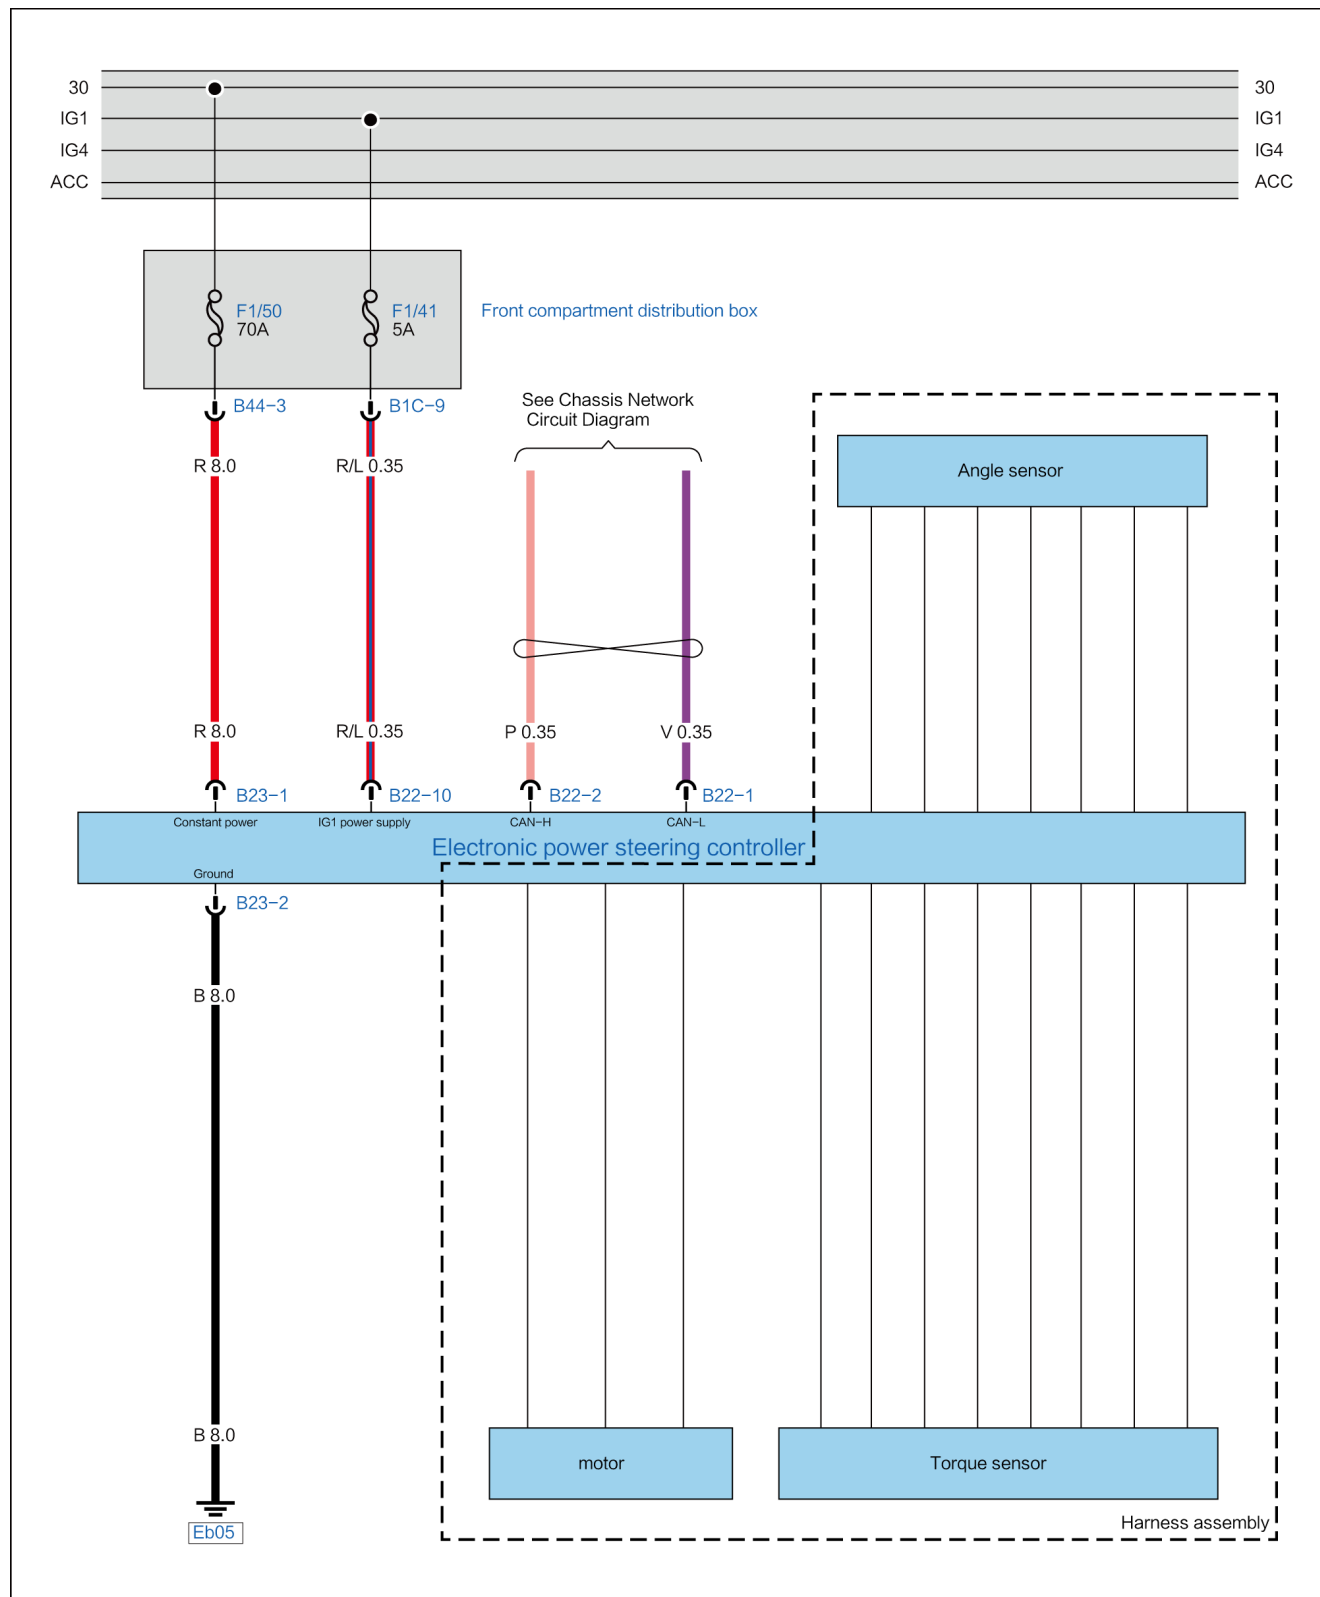 30
30
IG1
IG1
IG4
IG4
ACC
ACC
F1/50
70A
F1/41
5A
Front compartment distribution box
B44-3
B1C-9
See Chassis Network
Circuit Diagram
R 8.0
R/L 0.35
Angle sensor
R 8.0
R/L 0.35
P 0.35
V 0.35
B23-1
B22-10
B22-2
B22-1
Constant power
IG1 power supply
CAN-H
CAN-L
Electronic power steering controller
Ground
B23-2
B 8.0
B 8.0
motor
Torque sensor
Harness assembly
Eb05